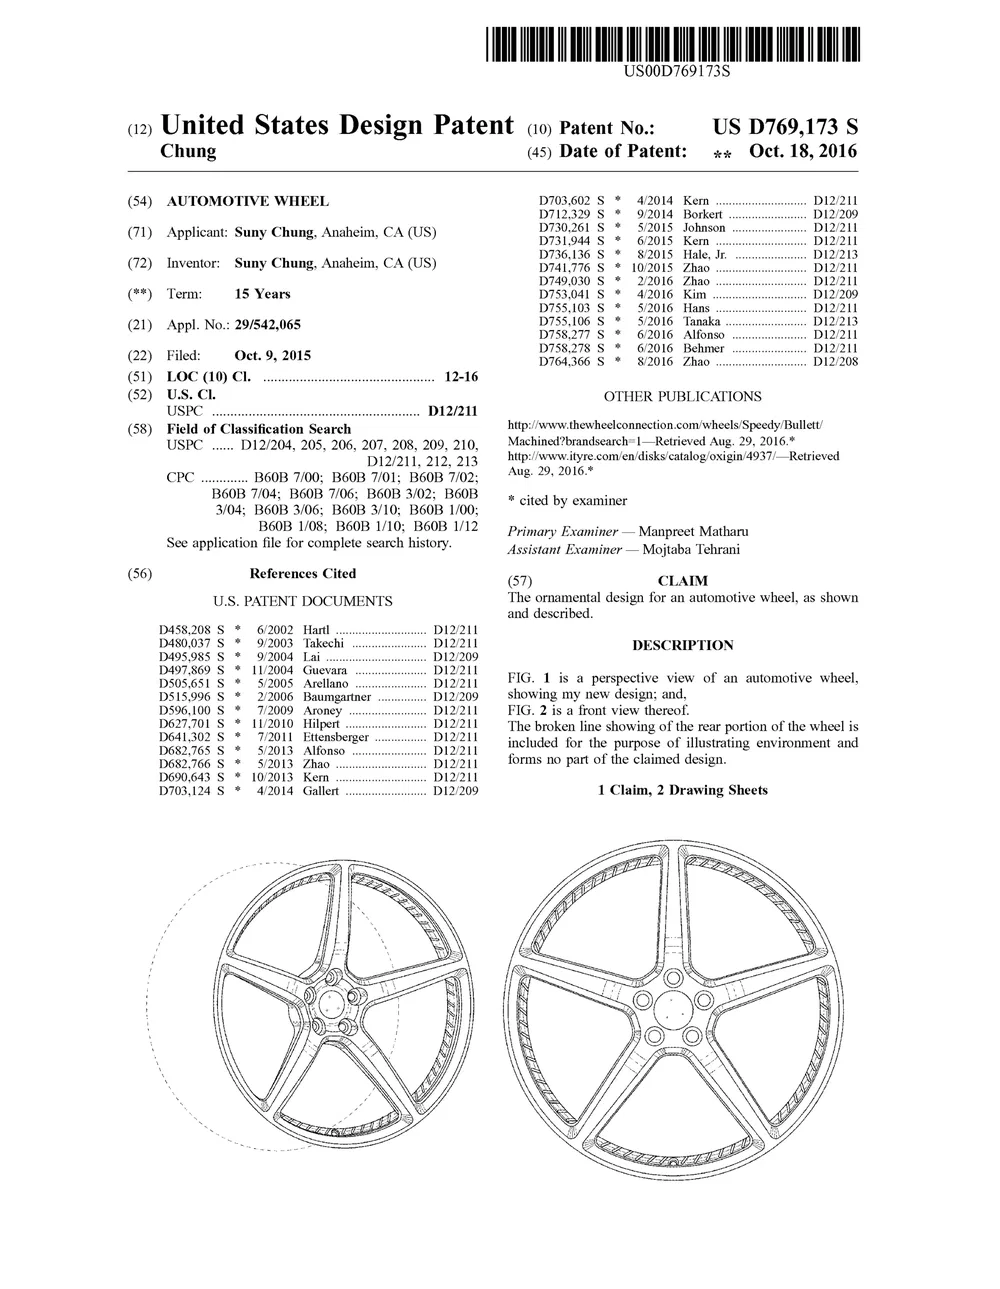 US00D769173S
(12) United States Design Patent
Chung
(10) Patent No.: US D769,173 S
(45) Date of Patent: ** Oct. 18, 2016
(54) AUTOMOTIVE WHEEL
(71) Applicant: Suny Chung, Anaheim, CA (US)
(72) Inventor: Suny Chung, Anaheim, CA (US)
(**) Term: 15 Years
(21) Appl. No.: 29/542,065
(22) Filed: Oct. 9, 2015
(51) LOC (10) Cl. ................................................ 12-16
(52) U.S. Cl.
USPC ......................................................... D12/211
(58) Field of Classification Search
USPC ...... D12/204, 205, 206, 207, 208, 209, 210,
D12/211, 212, 213
CPC ............. B60B 7/00; B60B 7/01; B60B 7/02;
B60B 7/04; B60B 7/06; B60B 3/02; B60B
3/04; B60B 3/06; B60B 3/10; B60B 1/00;
B60B 1/08; B60B 1/10; B60B 1/12
See application file for complete search history.
(56) References Cited
U.S. PATENT DOCUMENTS
D458,208 S * 6/2002 Hartl ............................ D12/211
D480,037 S * 9/2003 Takechi ....................... D12/211
D495,985 S * 9/2004 Lai ............................... D12/209
D497,869 S * 11/2004 Guevara ...................... D12/211
D505,651 S * 5/2005 Arellano ...................... D12/211
D515,996 S * 2/2006 Baumgartner ............... D12/209
D596,100 S * 7/2009 Aroney ........................ D12/211
D627,701 S * 11/2010 Hilpert ......................... D12/211
D641,302 S * 7/2011 Ettensberger ................ D12/211
D682,765 S * 5/2013 Alfonso ....................... D12/211
D682,766 S * 5/2013 Zhao ............................ D12/211
D690,643 S * 10/2013 Kern ............................ D12/211
D703,124 S * 4/2014 Gallert ......................... D12/209
D703,602 S * 4/2014 Kern ............................ D12/211
D712,329 S * 9/2014 Borkert ........................ D12/209
D730,261 S * 5/2015 Johnson ....................... D12/211
D731,944 S * 6/2015 Kern ............................ D12/211
D736,136 S * 8/2015 Hale, Jr. ...................... D12/213
D741,776 S * 10/2015 Zhao ............................ D12/211
D749,030 S * 2/2016 Zhao ............................ D12/211
D753,041 S * 4/2016 Kim ............................. D12/209
D755,103 S * 5/2016 Hans ............................ D12/211
D755,106 S * 5/2016 Tanaka ......................... D12/213
D758,277 S * 6/2016 Alfonso ....................... D12/211
D758,278 S * 6/2016 Behmer ....................... D12/211
D764,366 S * 8/2016 Zhao ............................ D12/208
OTHER PUBLICATIONS
http://www.thewheelconnection.com/wheels/Speedy/Bullett/
Machined?brandsearch=1—Retrieved Aug. 29, 2016.*
http://www.ityre.com/en/disks/catalog/oxigin/4937/—Retrieved
Aug. 29, 2016.*
* cited by examiner
Primary Examiner — Manpreet Matharu
Assistant Examiner — Mojtaba Tehrani
(57) CLAIM
The ornamental design for an automotive wheel, as shown
and described.
DESCRIPTION
FIG. 1 is a perspective view of an automotive wheel,
showing my new design; and,
FIG. 2 is a front view thereof.
The broken line showing of the rear portion of the wheel is
included for the purpose of illustrating environment and
forms no part of the claimed design.
1 Claim, 2 Drawing Sheets